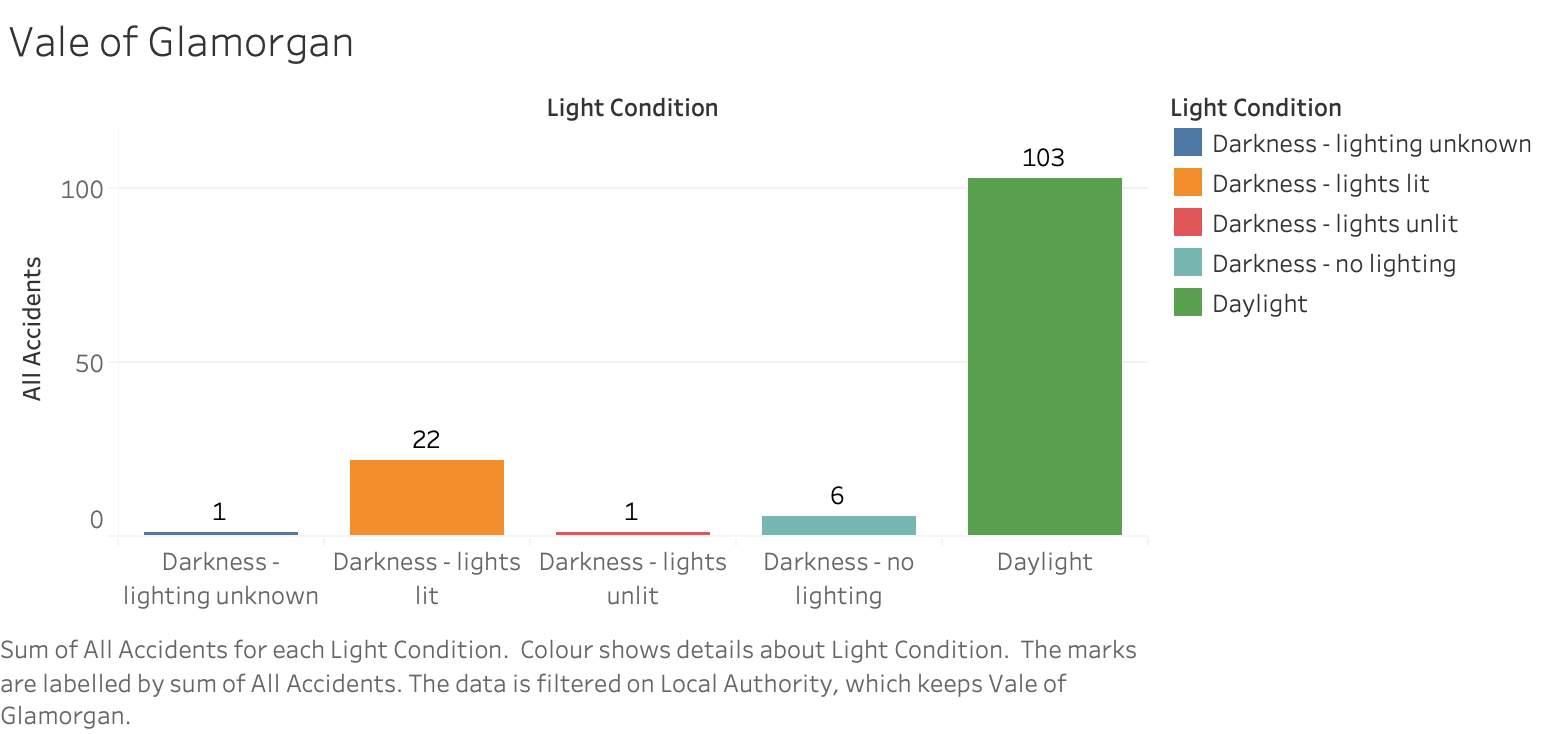 Vale of Glamorgan
Light Condition
All Accidents
100
50
0
1
22
1
6
103
Darkness -
lighting unknown
Darkness - lights
lit
Darkness - lights
unlit
Darkness - no
lighting
Daylight
Light Condition
Darkness - lighting unknown
Darkness - lights lit
Darkness - lights unlit
Darkness - no lighting
Daylight
Sum of All Accidents for each Light Condition.  Colour shows details about Light Condition.  The marks
are labelled by sum of All Accidents. The data is filtered on Local Authority, which keeps Vale of
Glamorgan.